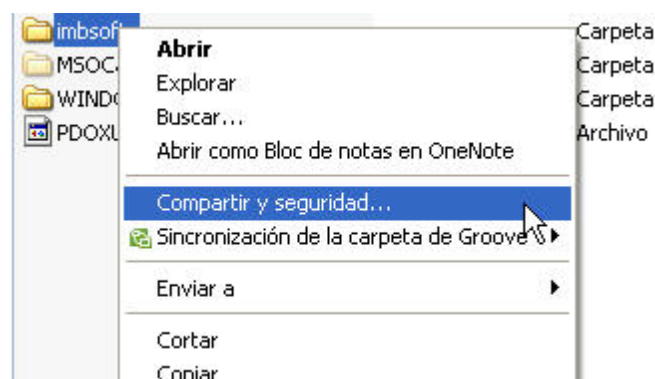 imbsof
Carpeta
Abrir
MSOC
Carpeta
Explorar
WIND
Carpeta
Buscar...
PDOXU
Archivo
Abrir como Bloc de notas en OneNote
Compartir y seguridad...
Sincronización de la carpeta de Groove
Enviar a
Cortar
Copiar